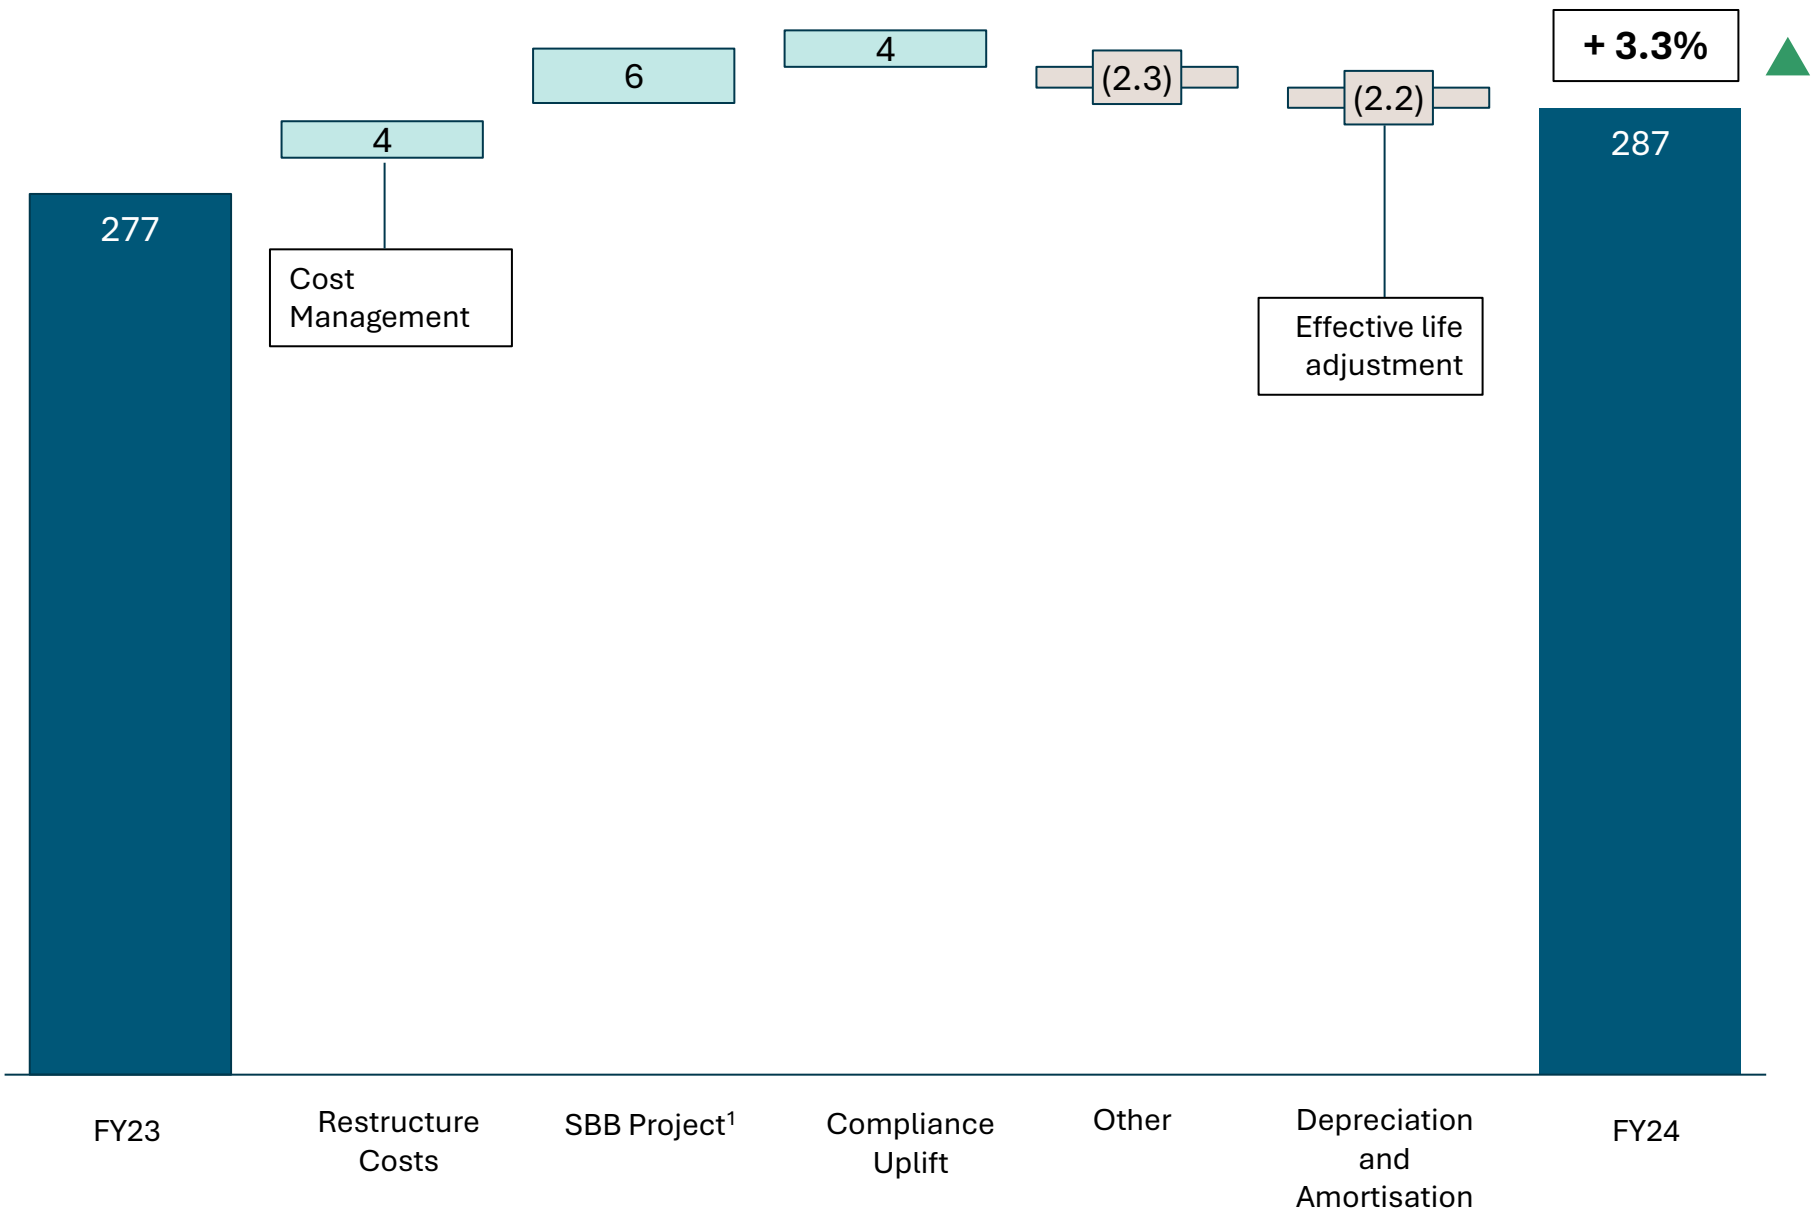 + 3.3%
4
6
4
(2.3)
(2.2)
277
287
Cost
Management
Effective life
adjustment
FY23
Restructure
Costs
SBB Project¹
Compliance
Uplift
Other
Depreciation
and
Amortisation
FY24